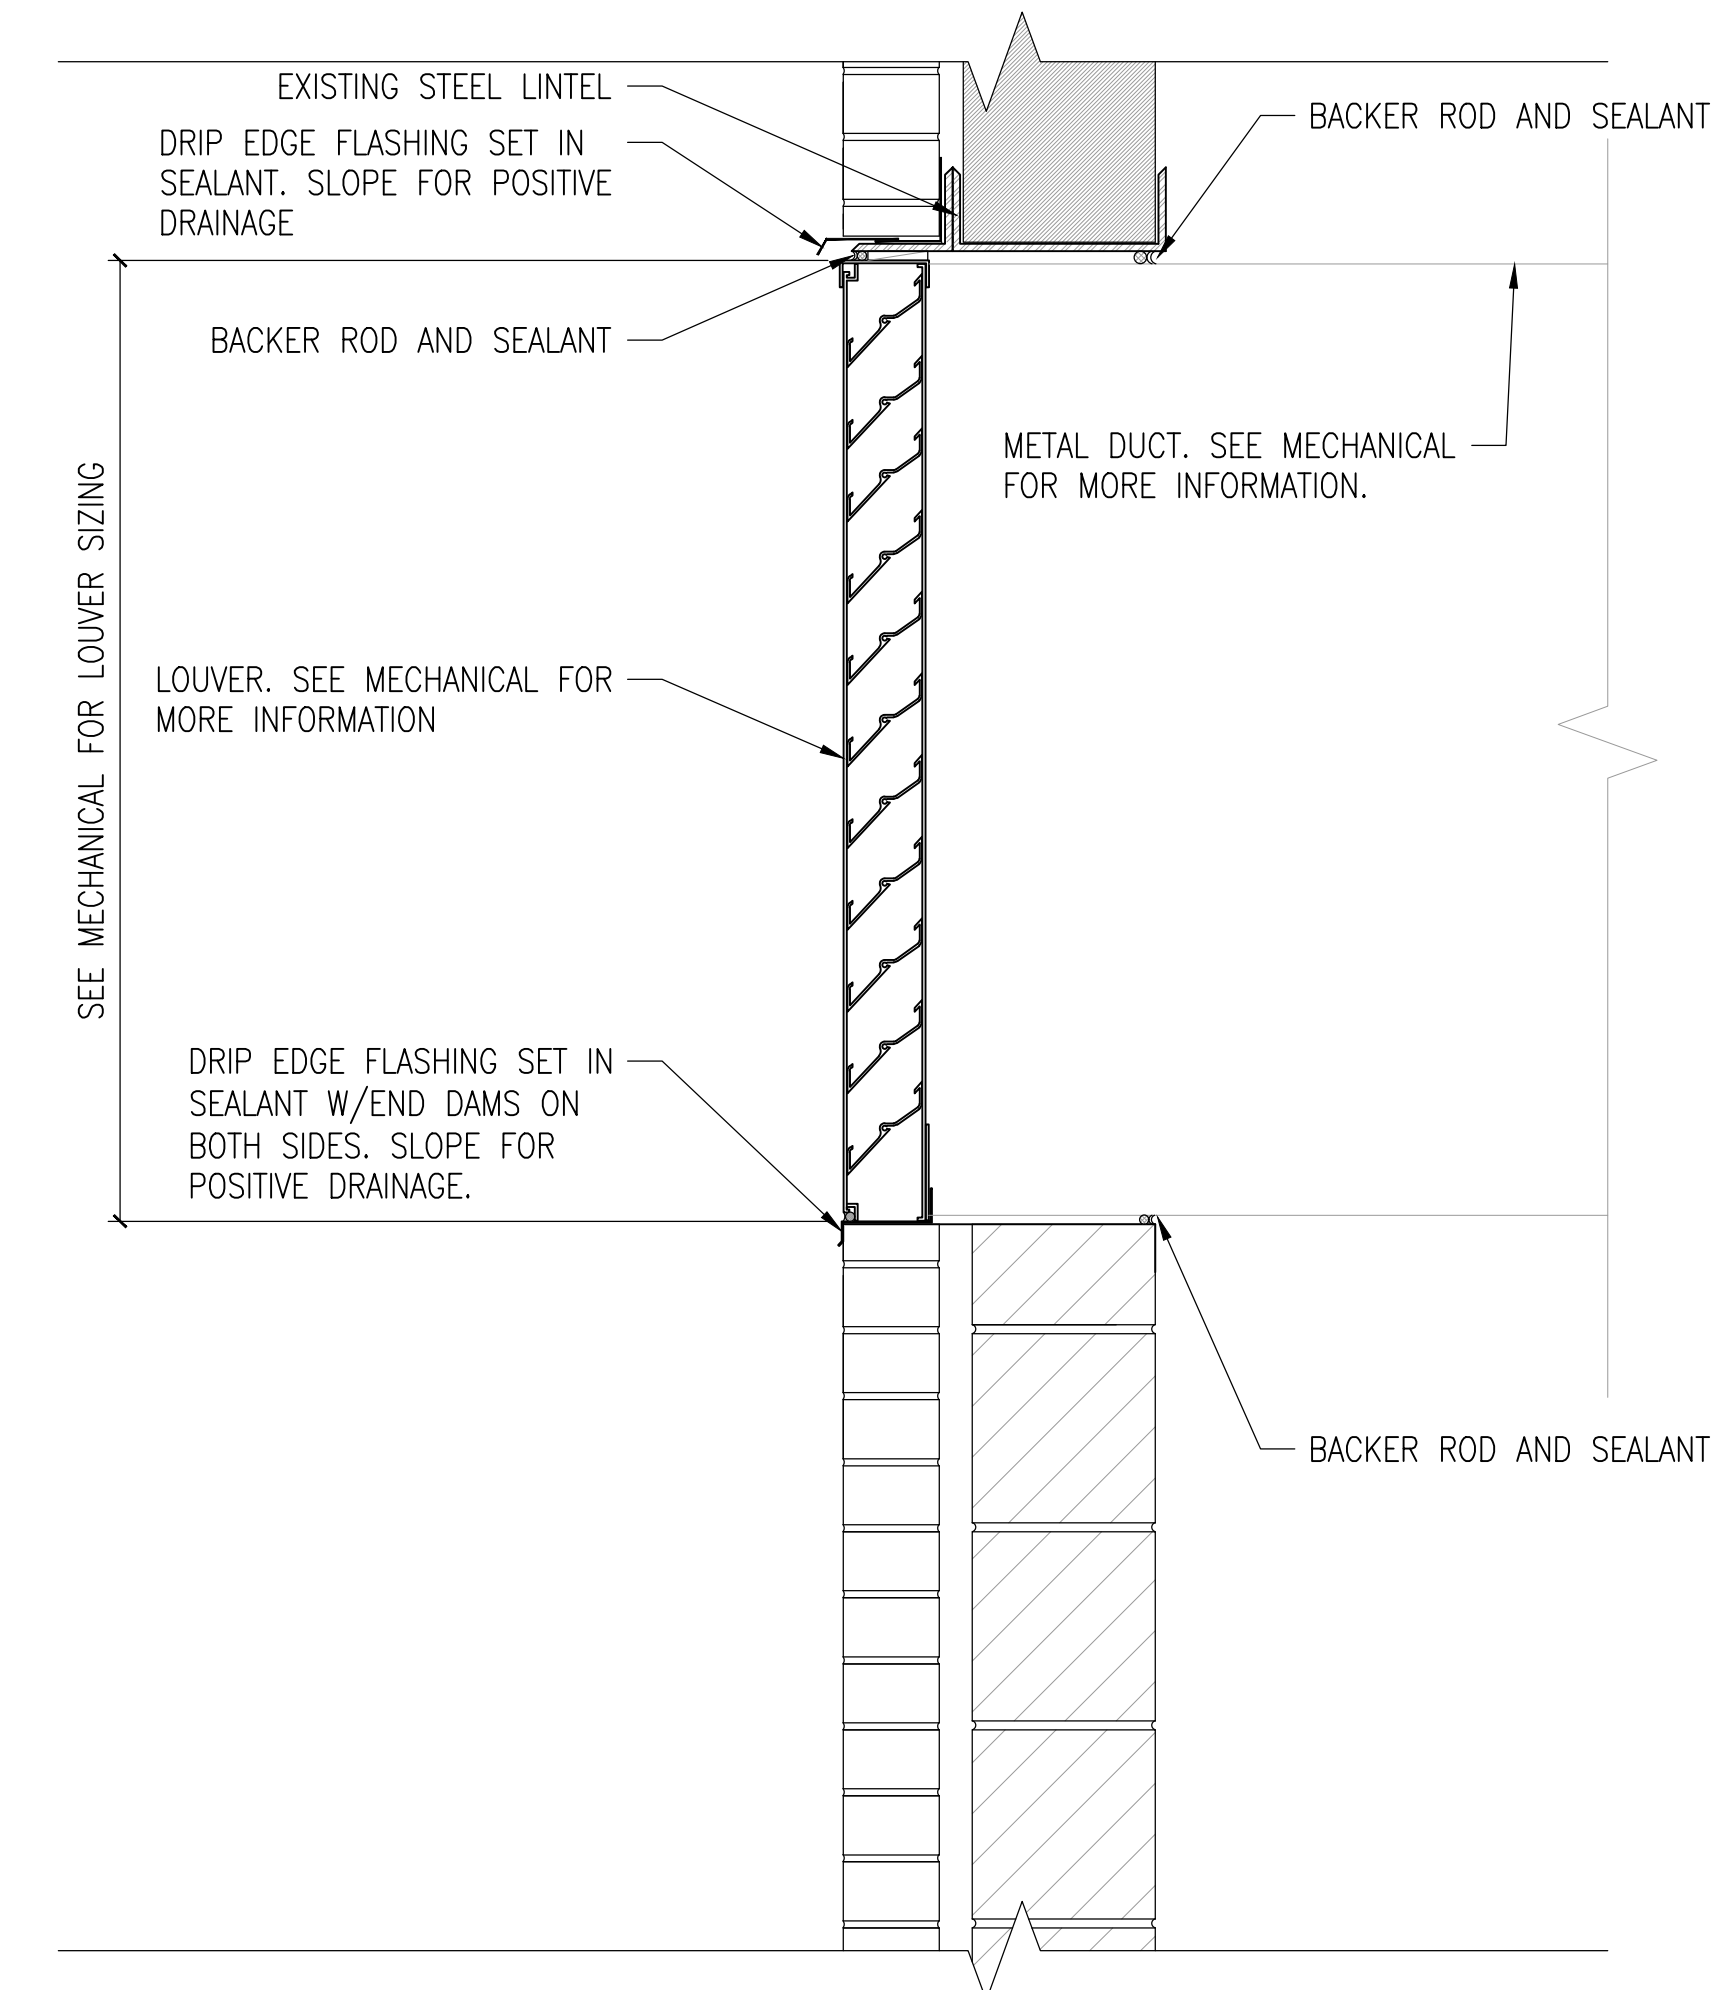 EXISTING STEEL LINTEL
DRIP EDGE FLASHING SET IN
SEALANT. SLOPE FOR POSITIVE
DRAINAGE
BACKER ROD AND SEALANT
BACKER ROD AND SEALANT
METAL DUCT. SEE MECHANICAL
FOR MORE INFORMATION.
SEE MECHANICAL FOR LOUVER SIZING
LOUVER. SEE MECHANICAL FOR
MORE INFORMATION
DRIP EDGE FLASHING SET IN
SEALANT W/END DAMS ON
BOTH SIDES. SLOPE FOR
POSITIVE DRAINAGE.
BACKER ROD AND SEALANT